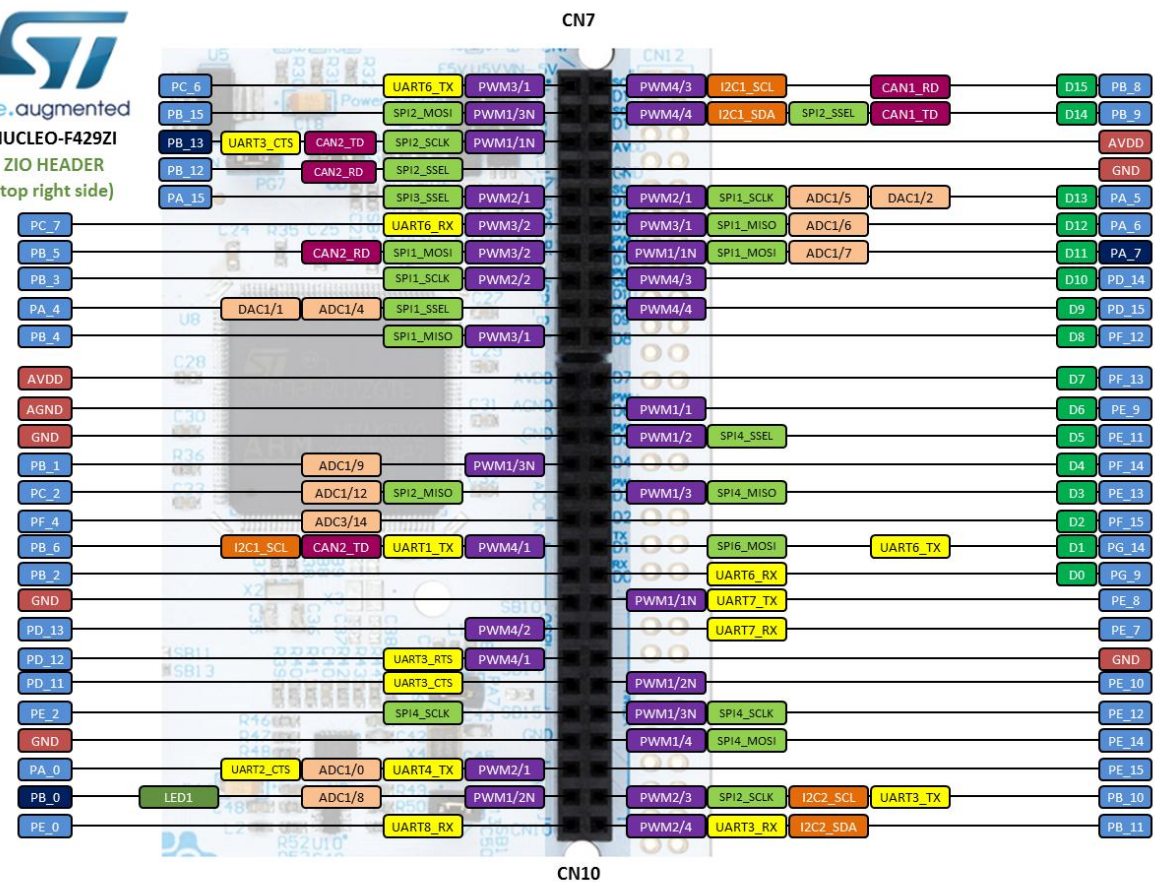 CN7
e.augmented
NUCLEO-F429ZI
ZIO HEADER
top right side)
PC_6 UART6_TX PWM3/1 PWM4/3 I2C1_SCL CAN1_RD D15 PB_8
PB_15 SPI2_MOSI PWM1/3N PWM4/4 I2C1_SDA SPI2_SSEL CAN1_TD D14 PB_9
PB_13 UART3_CTS CAN2_TD SPI2_SCLK PWM1/1N AVDD
PB_12 CAN2_RD SPI2_SSEL GND
PA_15 SPI3_SSEL PWM2/1 PWM2/1 SPI1_SCLK ADC1/5 DAC1/2 D13 PA_5
PC_7 UART6_RX PWM3/2 PWM3/1 SPI1_MISO ADC1/6 D12 PA_6
PB_5 CAN2_RD SPI1_MOSI PWM3/2 PWM1/1N SPI1_MOSI ADC1/7 D11 PA_7
PB_3 SPI1_SCLK PWM2/2 PWM4/3 D10 PD_14
PA_4 DAC1/1 ADC1/4 SPI1_SSEL PWM4/4 D9 PD_15
PB_4 SPI1_MISO PWM3/1 D8 PF_12
AVDD D7 PF_13
AGND PWM1/1 D6 PE_9
GND PWM1/2 SPI4_SSEL D5 PE_11
PB_1 ADC1/9 PWM1/3N D4 PF_14
PC_2 ADC1/12 SPI2_MISO PWM1/3 SPI4_MISO D3 PE_13
PF_4 ADC3/14 D2 PF_15
PB_6 I2C1_SCL CAN2_TD UART1_TX PWM4/1 SPI6_MOSI UART6_TX D1 PG_14
PB_2 UART6_RX D0 PG_9
GND PWM1/1N UART7_TX PE_8
PD_13 PWM4/2 UART7_RX PE_7
PD_12 UART3_RTS PWM4/1 GND
PD_11 UART3_CTS PWM1/2N PE_10
PE_2 SPI4_SCLK PWM1/3N SPI4_SCLK PE_12
GND PWM1/4 SPI4_MOSI PE_14
PA_0 UART2_CTS ADC1/0 UART4_TX PWM2/1 PE_15
PB_0 LED1 ADC1/8 PWM1/2N PWM2/3 SPI2_SCLK I2C2_SCL UART3_TX PB_10
PE_0 UART8_RX PWM2/4 UART3_RX I2C2_SDA PB_11
CN10